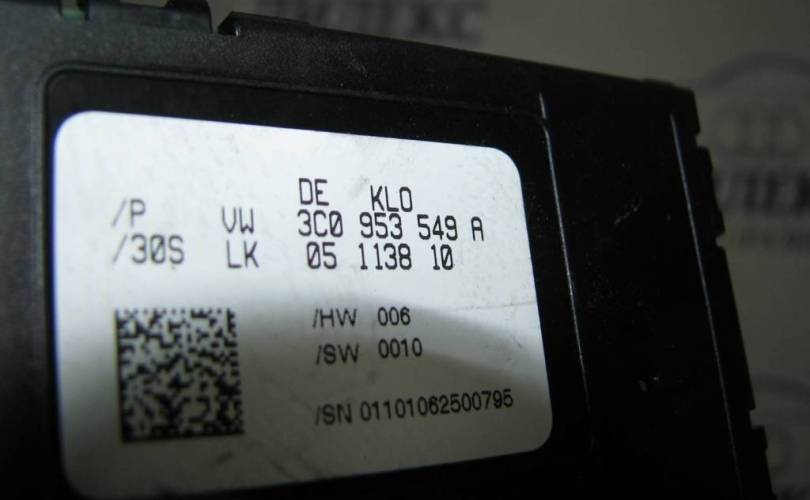 DE KLO
/P VW 3C0 953 549 A
/30S LK 05 1138 10
/HW 006
/SW 0010
/SN 01101062500795